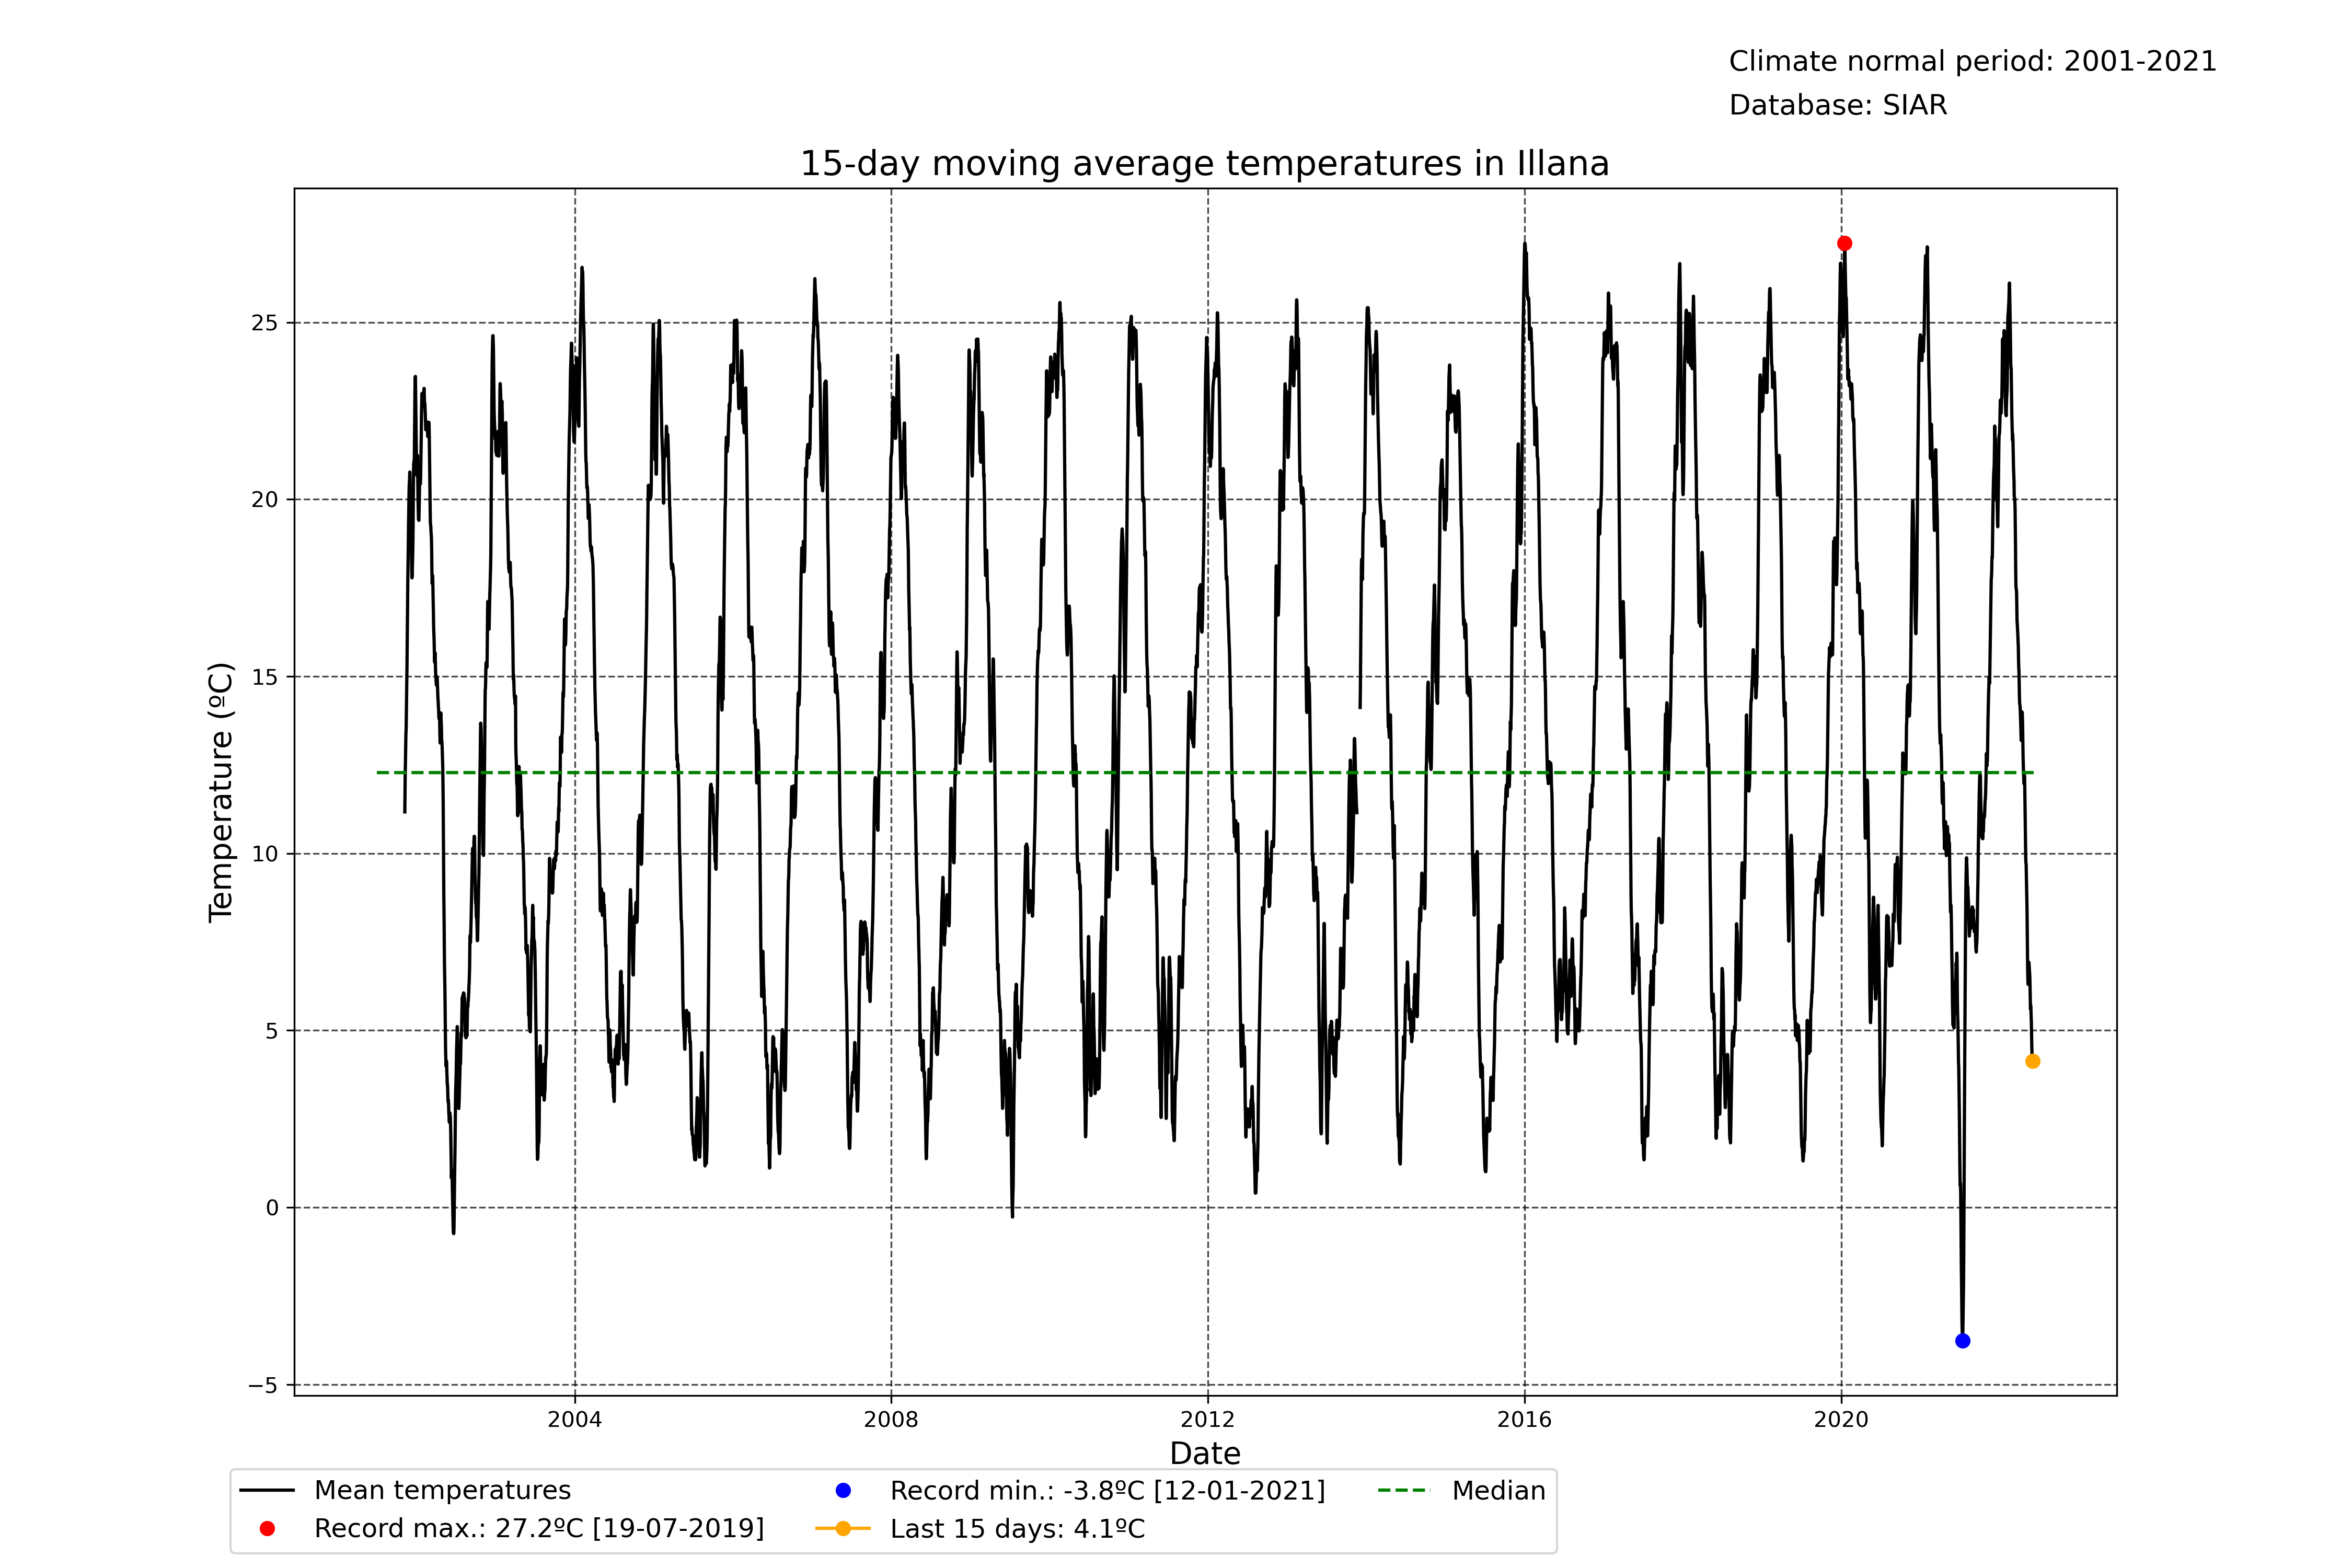 Climate normal period: 2001-2021
Database: SIAR
15-day moving average temperatures in Illana
Temperature (ºC)
25
20
15
10
5
0
−5
2004
2008
2012
2016
2020
Date
Mean temperatures
Record max.: 27.2ºC [19-07-2019]
Record min.: -3.8ºC [12-01-2021]
Last 15 days: 4.1ºC
Median